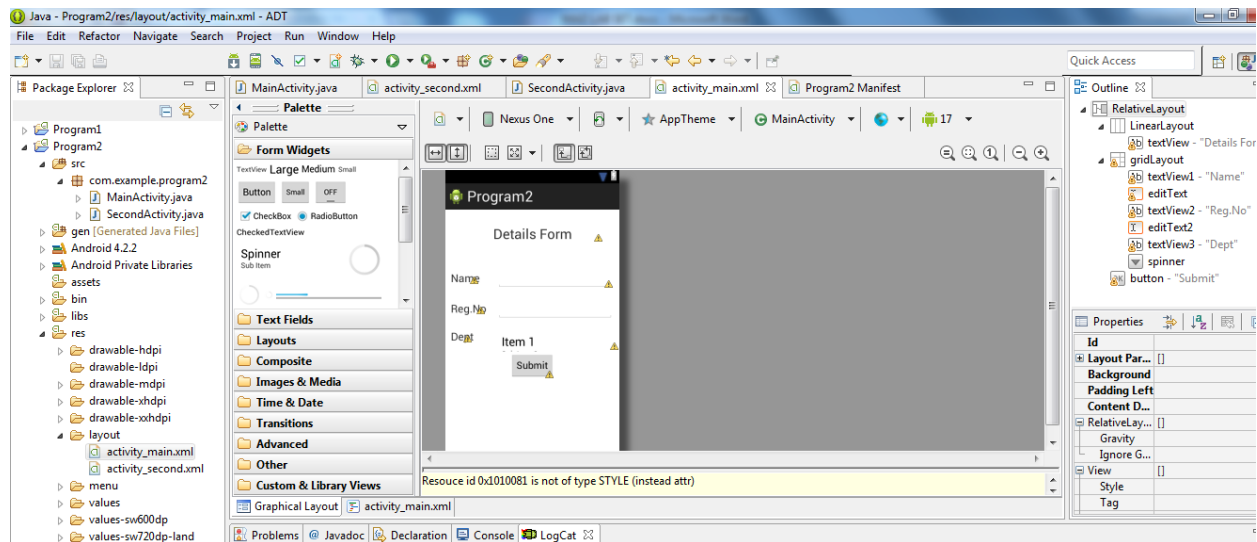 Java - Program2/res/layout/activity_main.xml - ADT
File Edit Refactor Navigate Search Project Run Window Help
Quick Access
Package Explorer
Program1
Program2
src
com.example.program2
MainActivity.java
SecondActivity.java
gen [Generated Java Files]
Android 4.2.2
Android Private Libraries
assets
bin
libs
res
drawable-hdpi
drawable-ldpi
drawable-mdpi
drawable-xhdpi
drawable-xxhdpi
layout
activity_main.xml
activity_second.xml
menu
values
values-sw600dp
values-sw720dp-land
MainActivity.java activity_second.xml SecondActivity.java activity_main.xml Program2 Manifest
Palette
Palette
Form Widgets
TextView Large Medium Small
Button Small OFF
CheckBox RadioButton
CheckedTextView
Spinner
Sub Item
Text Fields
Layouts
Composite
Images & Media
Time & Date
Transitions
Advanced
Other
Custom & Library Views
Nexus One AppTheme MainActivity 17
Program2
Details Form
Name
Reg.No
Dept
Item 1
Submit
Resouce id 0x1010081 is not of type STYLE (instead attr)
Graphical Layout activity_main.xml
Problems Javadoc Declaration Console LogCat
Outline
RelativeLayout
LinearLayout
textView - "Details For
gridLayout
textView1 - "Name"
editText
textView2 - "Reg.No"
editText2
textView3 - "Dept"
spinner
button - "Submit"
Properties
Id
Layout Par... []
Background
Padding Left
Content D...
RelativeLay... []
Gravity
Ignore G...
View []
Style
Tag